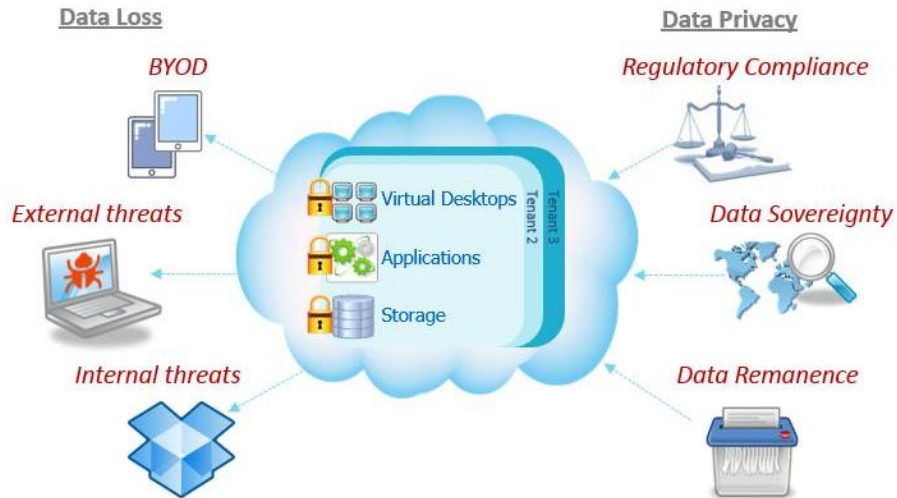 Data Loss
Data Privacy
BYOD
Regulatory Compliance
Virtual Desktops
Tenant 2
Tenant 3
External threats
Data Sovereignty
Applications
Storage
Internal threats
Data Remanence